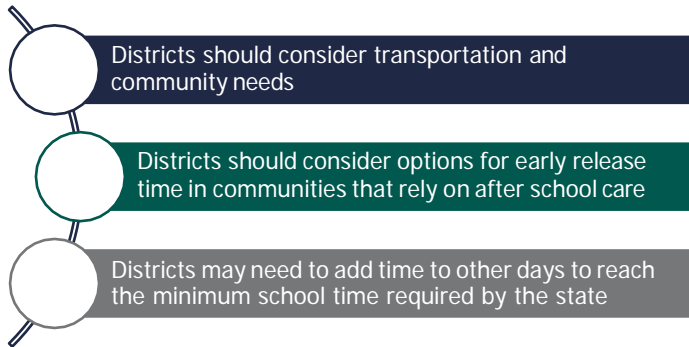 Districts should consider transportation and
community needs
Districts should consider options for early release
time in communities that rely on after school care
Districts may need to add time to other days to reach
the minimum school time required by the state